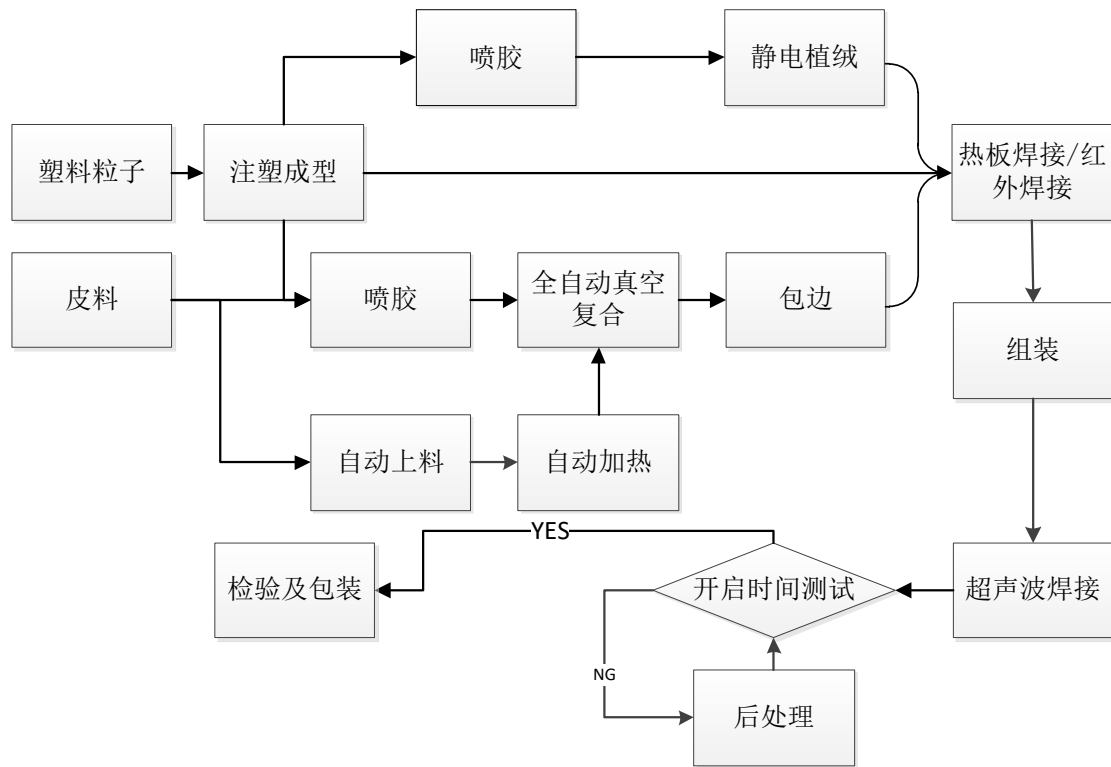 喷胶
静电植绒
塑料粒子
注塑成型
热板焊接/红
外焊接
皮料
喷胶
全自动真空
复合
包边
组装
自动上料
自动加热
YES
检验及包装
开启时间测试
超声波焊接
NG
后处理